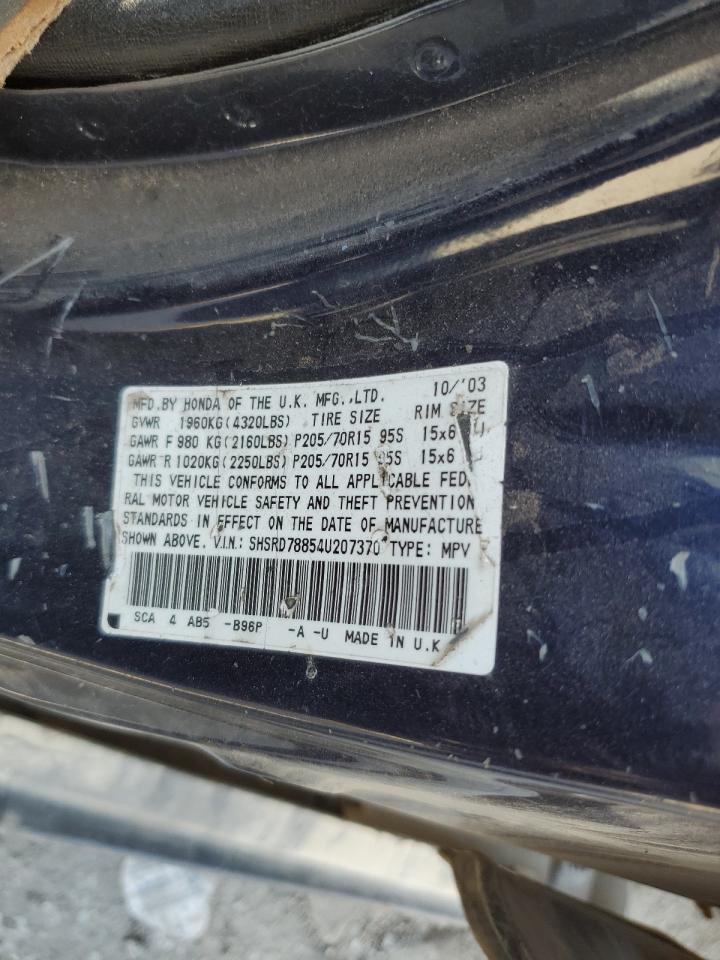 MFD.BY HONDA OF THE U.K. MFG.,LTD. 10/'03
GVWR 1960KG(4320LBS) TIRE SIZE RIM SIZE
GAWR F 980 KG(2160LBS) P205/70R15 95S 15x6
GAWR R 1020KG(2250LBS) P205/70R15 95S 15x6
THIS VEHICLE CONFORMS TO ALL APPLICABLE FED.
RAL MOTOR VEHICLE SAFETY AND THEFT PREVENTION
STANDARDS IN EFFECT ON THE DATE OF MANUFACTURE
SHOWN ABOVE. V.I.N.: SHSRD78854U207370 TYPE: MPV
SCA 4 AB5 -B96P -A -U MADE IN U.K